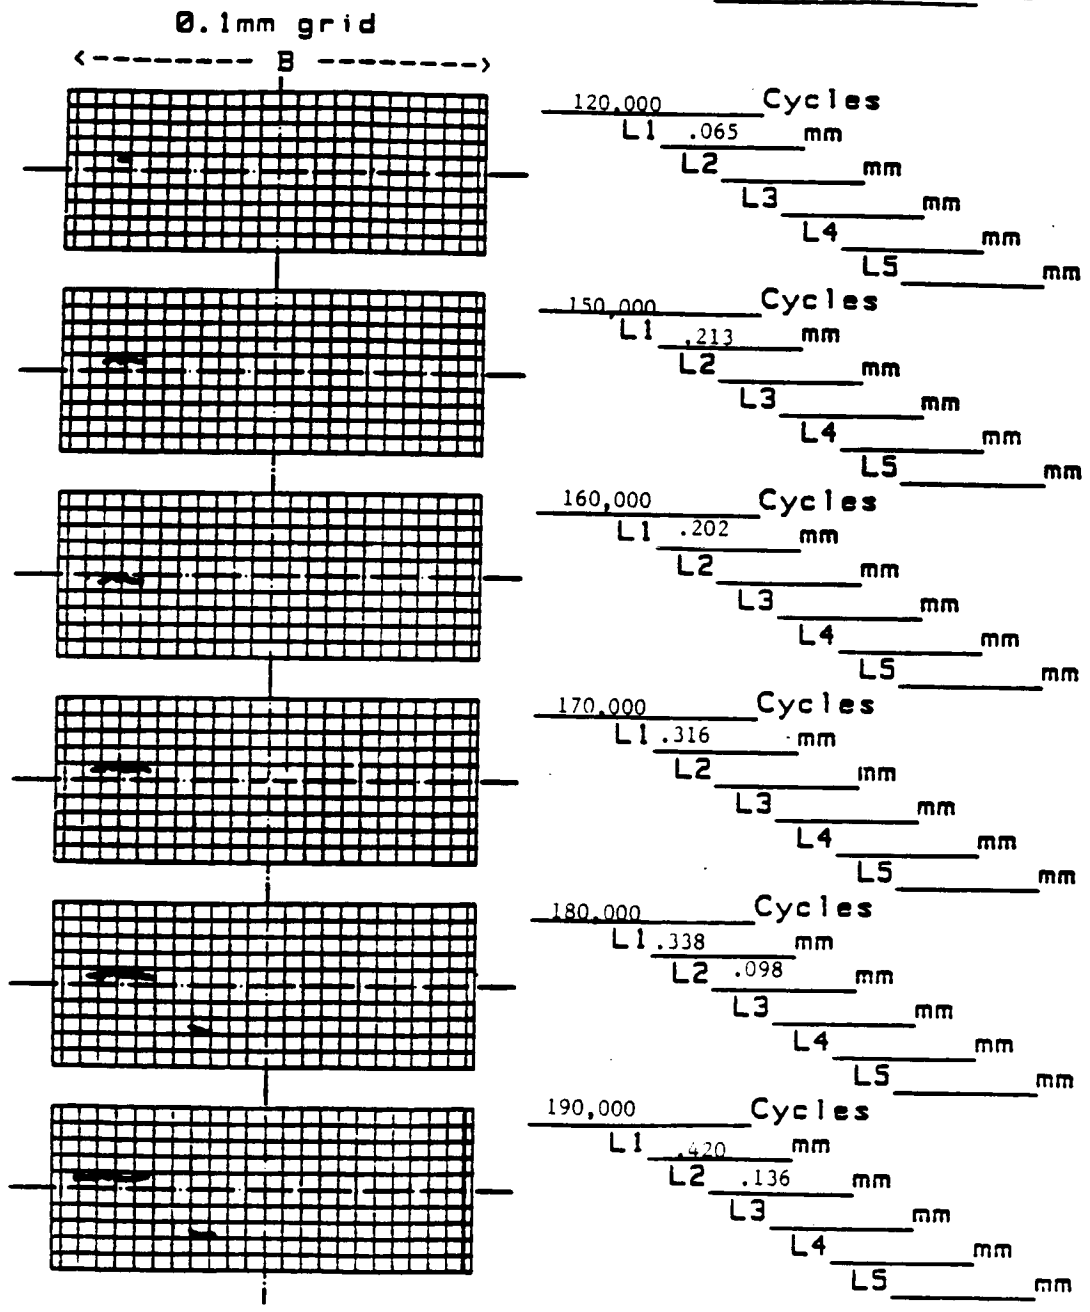 0.1mm grid
<--------- B --------->
120,000 Cycles
L1 .065 mm
L2 mm
L3 mm
L4 mm
L5 mm
150,000 Cycles
L1 .213 mm
L2 mm
L3 mm
L4 mm
L5 mm
160,000 Cycles
L1 .202 mm
L2 mm
L3 mm
L4 mm
L5 mm
170,000 Cycles
L1 .316 mm
L2 mm
L3 mm
L4 mm
L5 mm
180,000 Cycles
L1 .338 mm
L2 .098 mm
L3 mm
L4 mm
L5 mm
190,000 Cycles
L1 .420 mm
L2 .136 mm
L3 mm
L4 mm
L5 mm